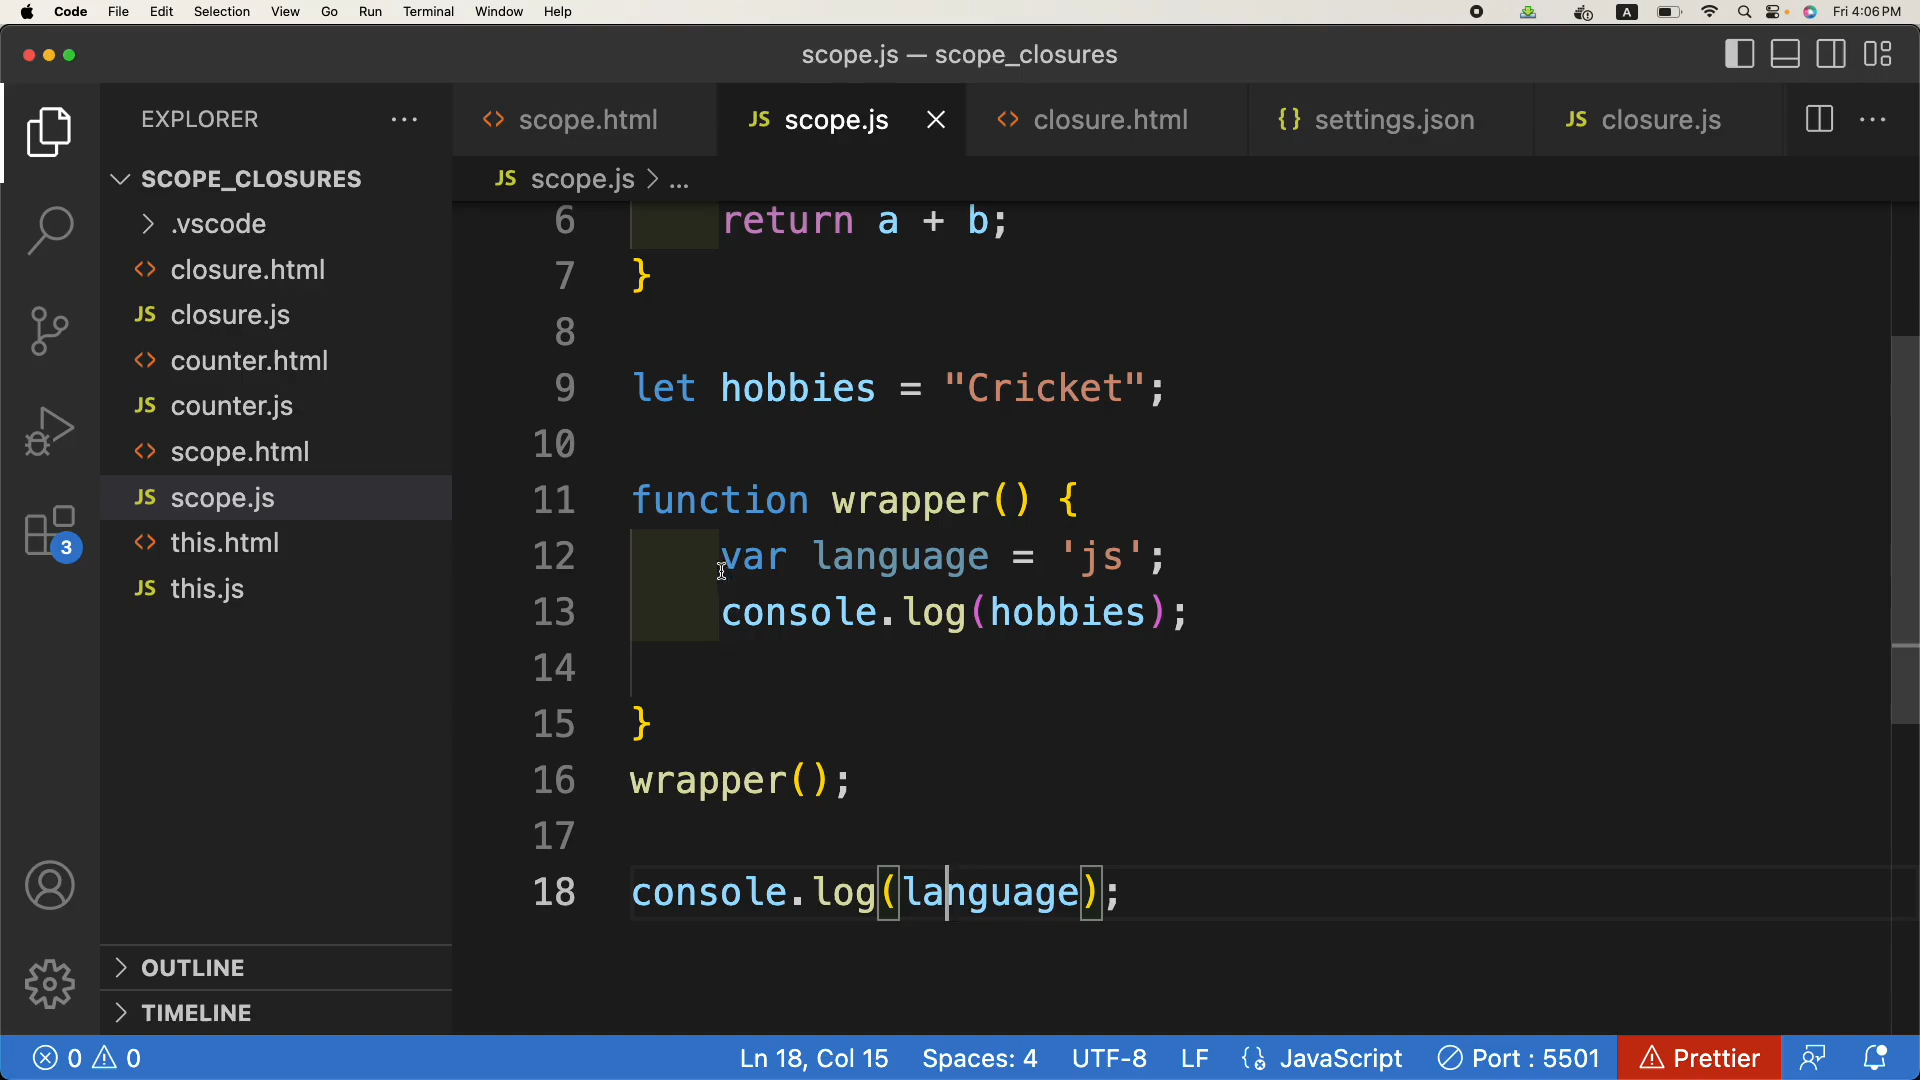 Code File Edit Selection View Go Run Terminal Window Help A Fri 4:06 PM
scope.js — scope_closures
EXPLORER ...
<> scope.html JS scope.js × <> closure.html {} settings.json JS closure.js ...
JS scope.js > ...
SCOPE_CLOSURES
.vscode
<> closure.html
JS closure.js
<> counter.html
JS counter.js
<> scope.html
JS scope.js
<> this.html
JS this.js
3
OUTLINE
TIMELINE
6 return a + b;
7 }
8
9 let hobbies = "Cricket";
10
11 function wrapper() {
12 var language = 'js';
13 console.log(hobbies);
14
15 }
16 wrapper();
17
18 console.log(language);
0 0 Ln 18, Col 15 Spaces: 4 UTF-8 LF JavaScript Port : 5501 Prettier